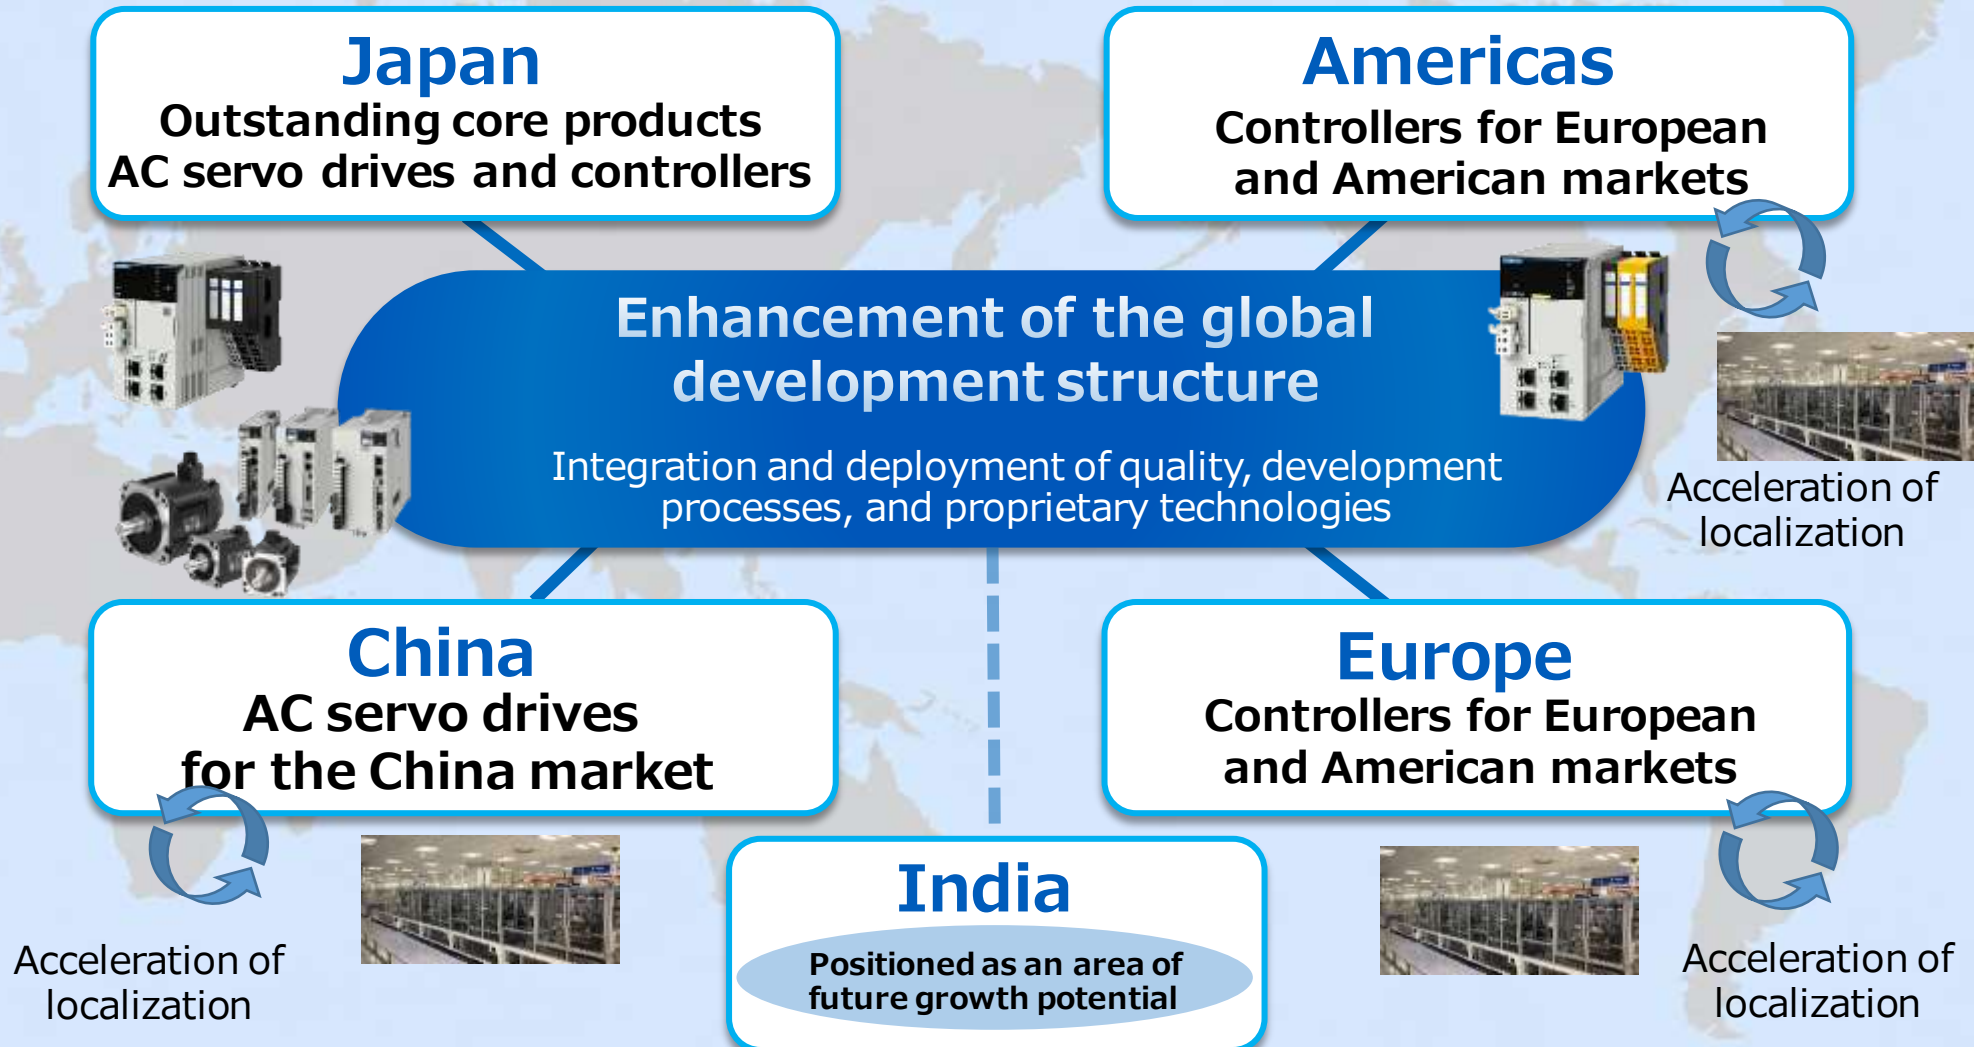 Japan
Outstanding core products
AC servo drives and controllers
Americas
Controllers for European
and American markets
Enhancement of the global
development structure
Integration and deployment of quality, development
processes, and proprietary technologies
Acceleration of
localization
China
AC servo drives
for the China market
Europe
Controllers for European
and American markets
Acceleration of
localization
India
Positioned as an area of
future growth potential
Acceleration of
localization